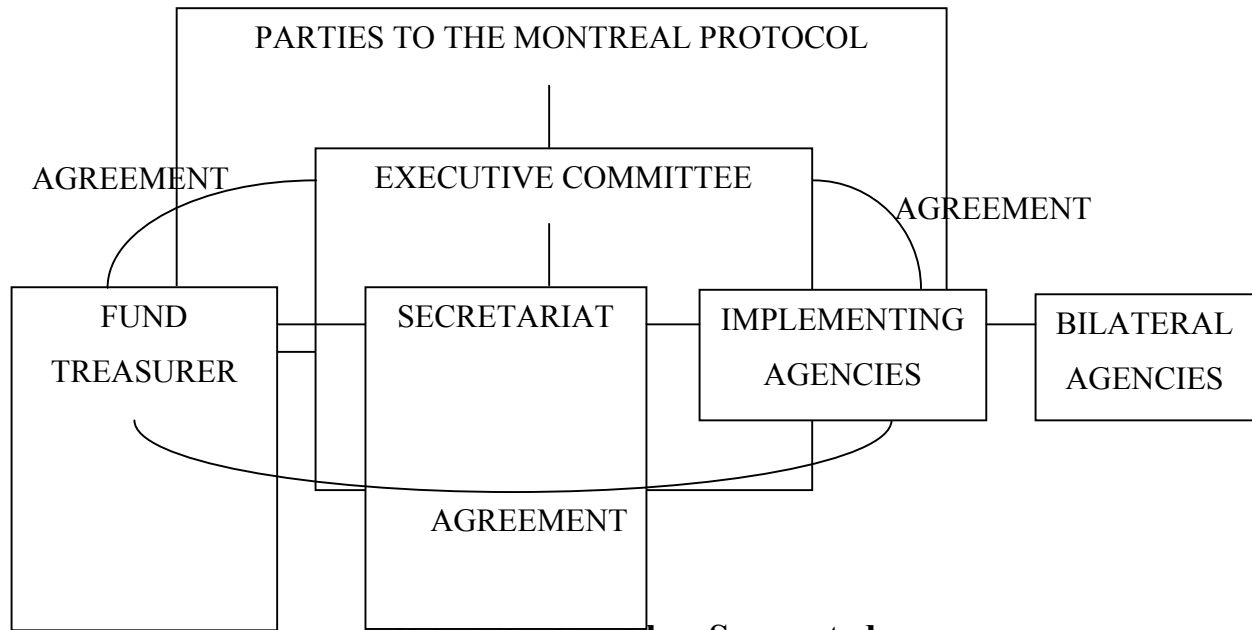 PARTIES TO THE MONTREAL PROTOCOL
AGREEMENT
EXECUTIVE COMMITTEE
AGREEMENT
FUND
TREASURER
SECRETARIAT
IMPLEMENTING
AGENCIES
BILATERAL
AGENCIES
AGREEMENT